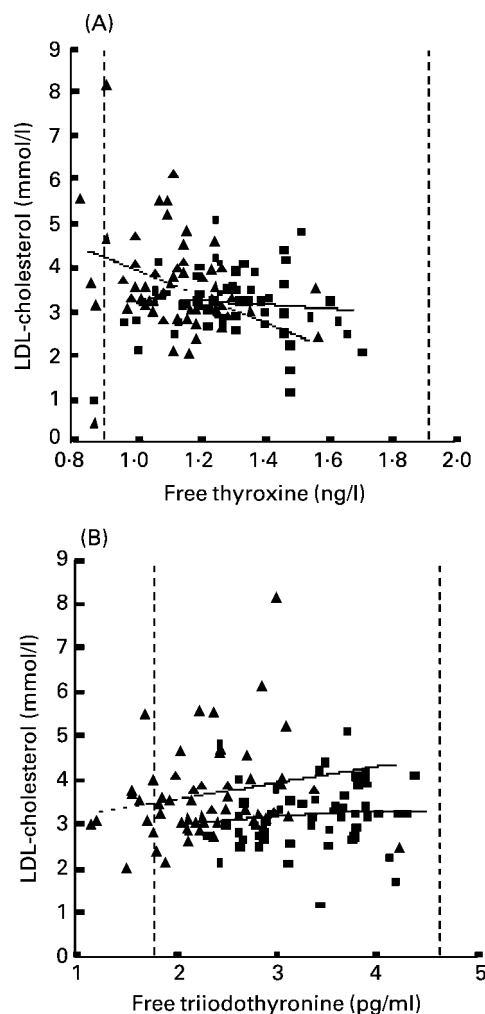 (A)
9
8
7
6
5
4
3
2
1
0
LDL-cholesterol (mmol/l)
0·8 1·0 1·2 1·4 1·6 1·8 2·0
Free thyroxine (ng/l)
(B)
9
8
7
6
5
4
3
2
1
0
LDL-cholesterol (mmol/l)
1 2 3 4 5
Free triiodothyronine (pg/ml)